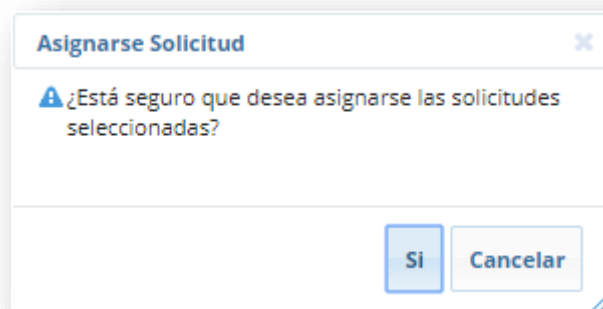 Asignarse Solicitud
¿Está seguro que desea asignarse las solicitudes
seleccionadas?
Si Cancelar